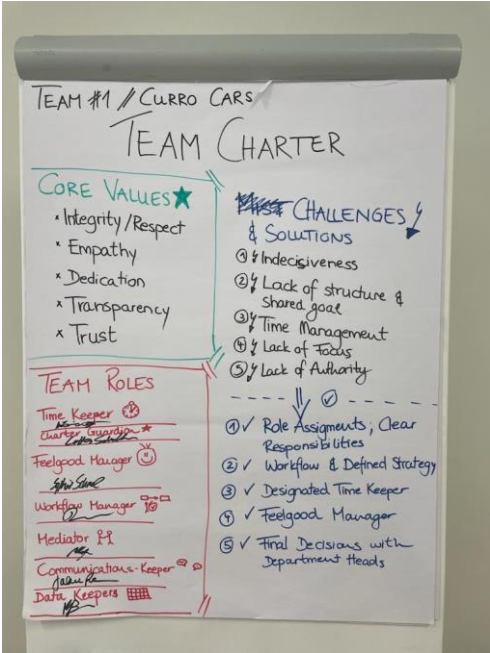 TEAM #1 // CURRO CARS
TEAM CHARTER
CORE VALUES
x Integrity/Respect
x Empathy
x Dedication
x Transparency
x Trust
TEAM ROLES
Time Keeper
Charter Guardian
Feelgood Manager
Workflow Manager
Mediator
Communications-Keeper
Data Keepers
CHALLENGES
& SOLUTIONS
① Indecisiveness
② Lack of structure &
shared goal
③ Time Management
④ Lack of Focus
⑤ Lack of Authority
① ✓ Role Assigments; Clear
Responsibilities
② ✓ Workflow & Defined Strategy
③ ✓ Designated Time Keeper
④ ✓ Feelgood Manager
⑤ ✓ Final Decisions with
Department Heads